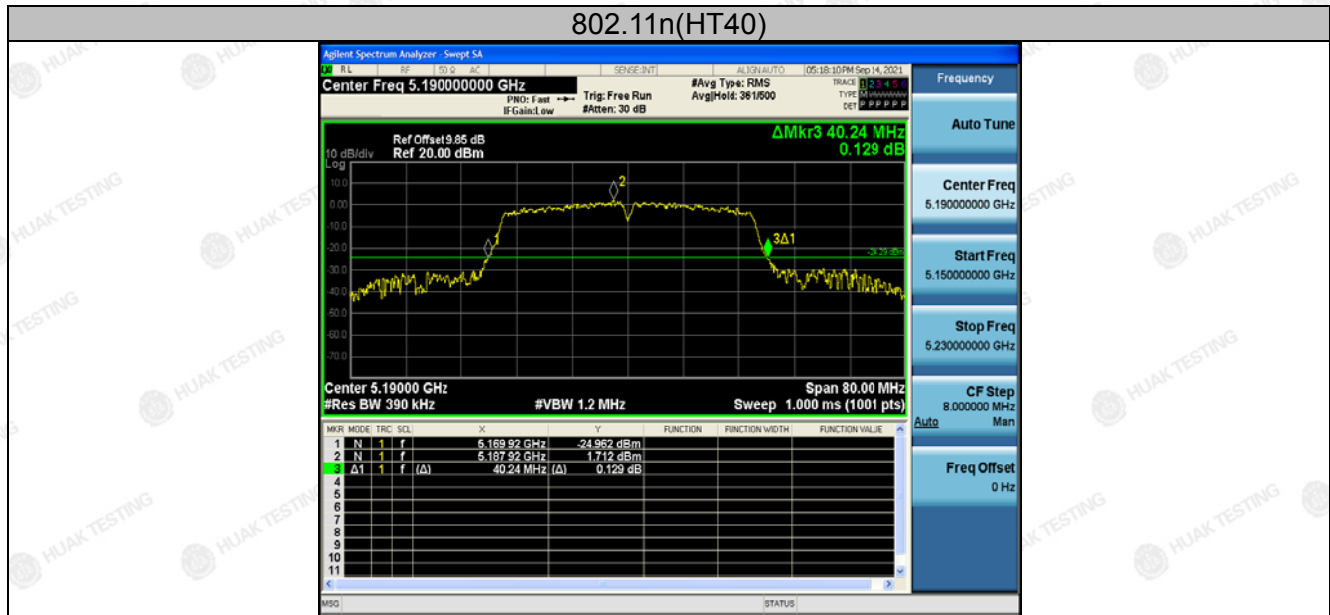 802.11n(HT40)
Agilent Spectrum Analyzer - Swept SA
RL RF 50 Ω AC SENSE:INT ALIGN AUTO 05:18:10 PM Sep 14, 2021
Center Freq 5.190000000 GHz
PNO: Fast
IFGain:Low
Trig: Free Run
#Atten: 30 dB
#Avg Type: RMS
Avg|Hold: 361/500
TRACE 1 2 3 4 5 6
TYPE
DET P P P P P P
ΔMkr3 40.24 MHz
0.129 dB
Ref Offset 9.85 dB
10 dB/div Ref 20.00 dBm
Log
10.0
0.00
-10.0
-20.0
-30.0
-40.0
-50.0
-60.0
-70.0
2
3Δ1
Center 5.19000 GHz Span 80.00 MHz
#Res BW 390 kHz #VBW 1.2 MHz Sweep 1.000 ms (1001 pts)
MKR MODE TRC SCL X Y FUNCTION FUNCTION WIDTH FUNCTION VALUE
1 N 1 f 5.169 92 GHz -24.962 dBm
2 N 1 f 5.187 92 GHz 1.712 dBm
3 Δ1 1 f (Δ) 40.24 MHz (Δ) 0.129 dB
4
5
6
7
8
9
10
11
MSG STATUS
Frequency
Auto Tune
Center Freq
5.190000000 GHz
Start Freq
5.150000000 GHz
Stop Freq
5.230000000 GHz
CF Step
8.000000 MHz
Auto Man
Freq Offset
0 Hz
HUAK TESTING